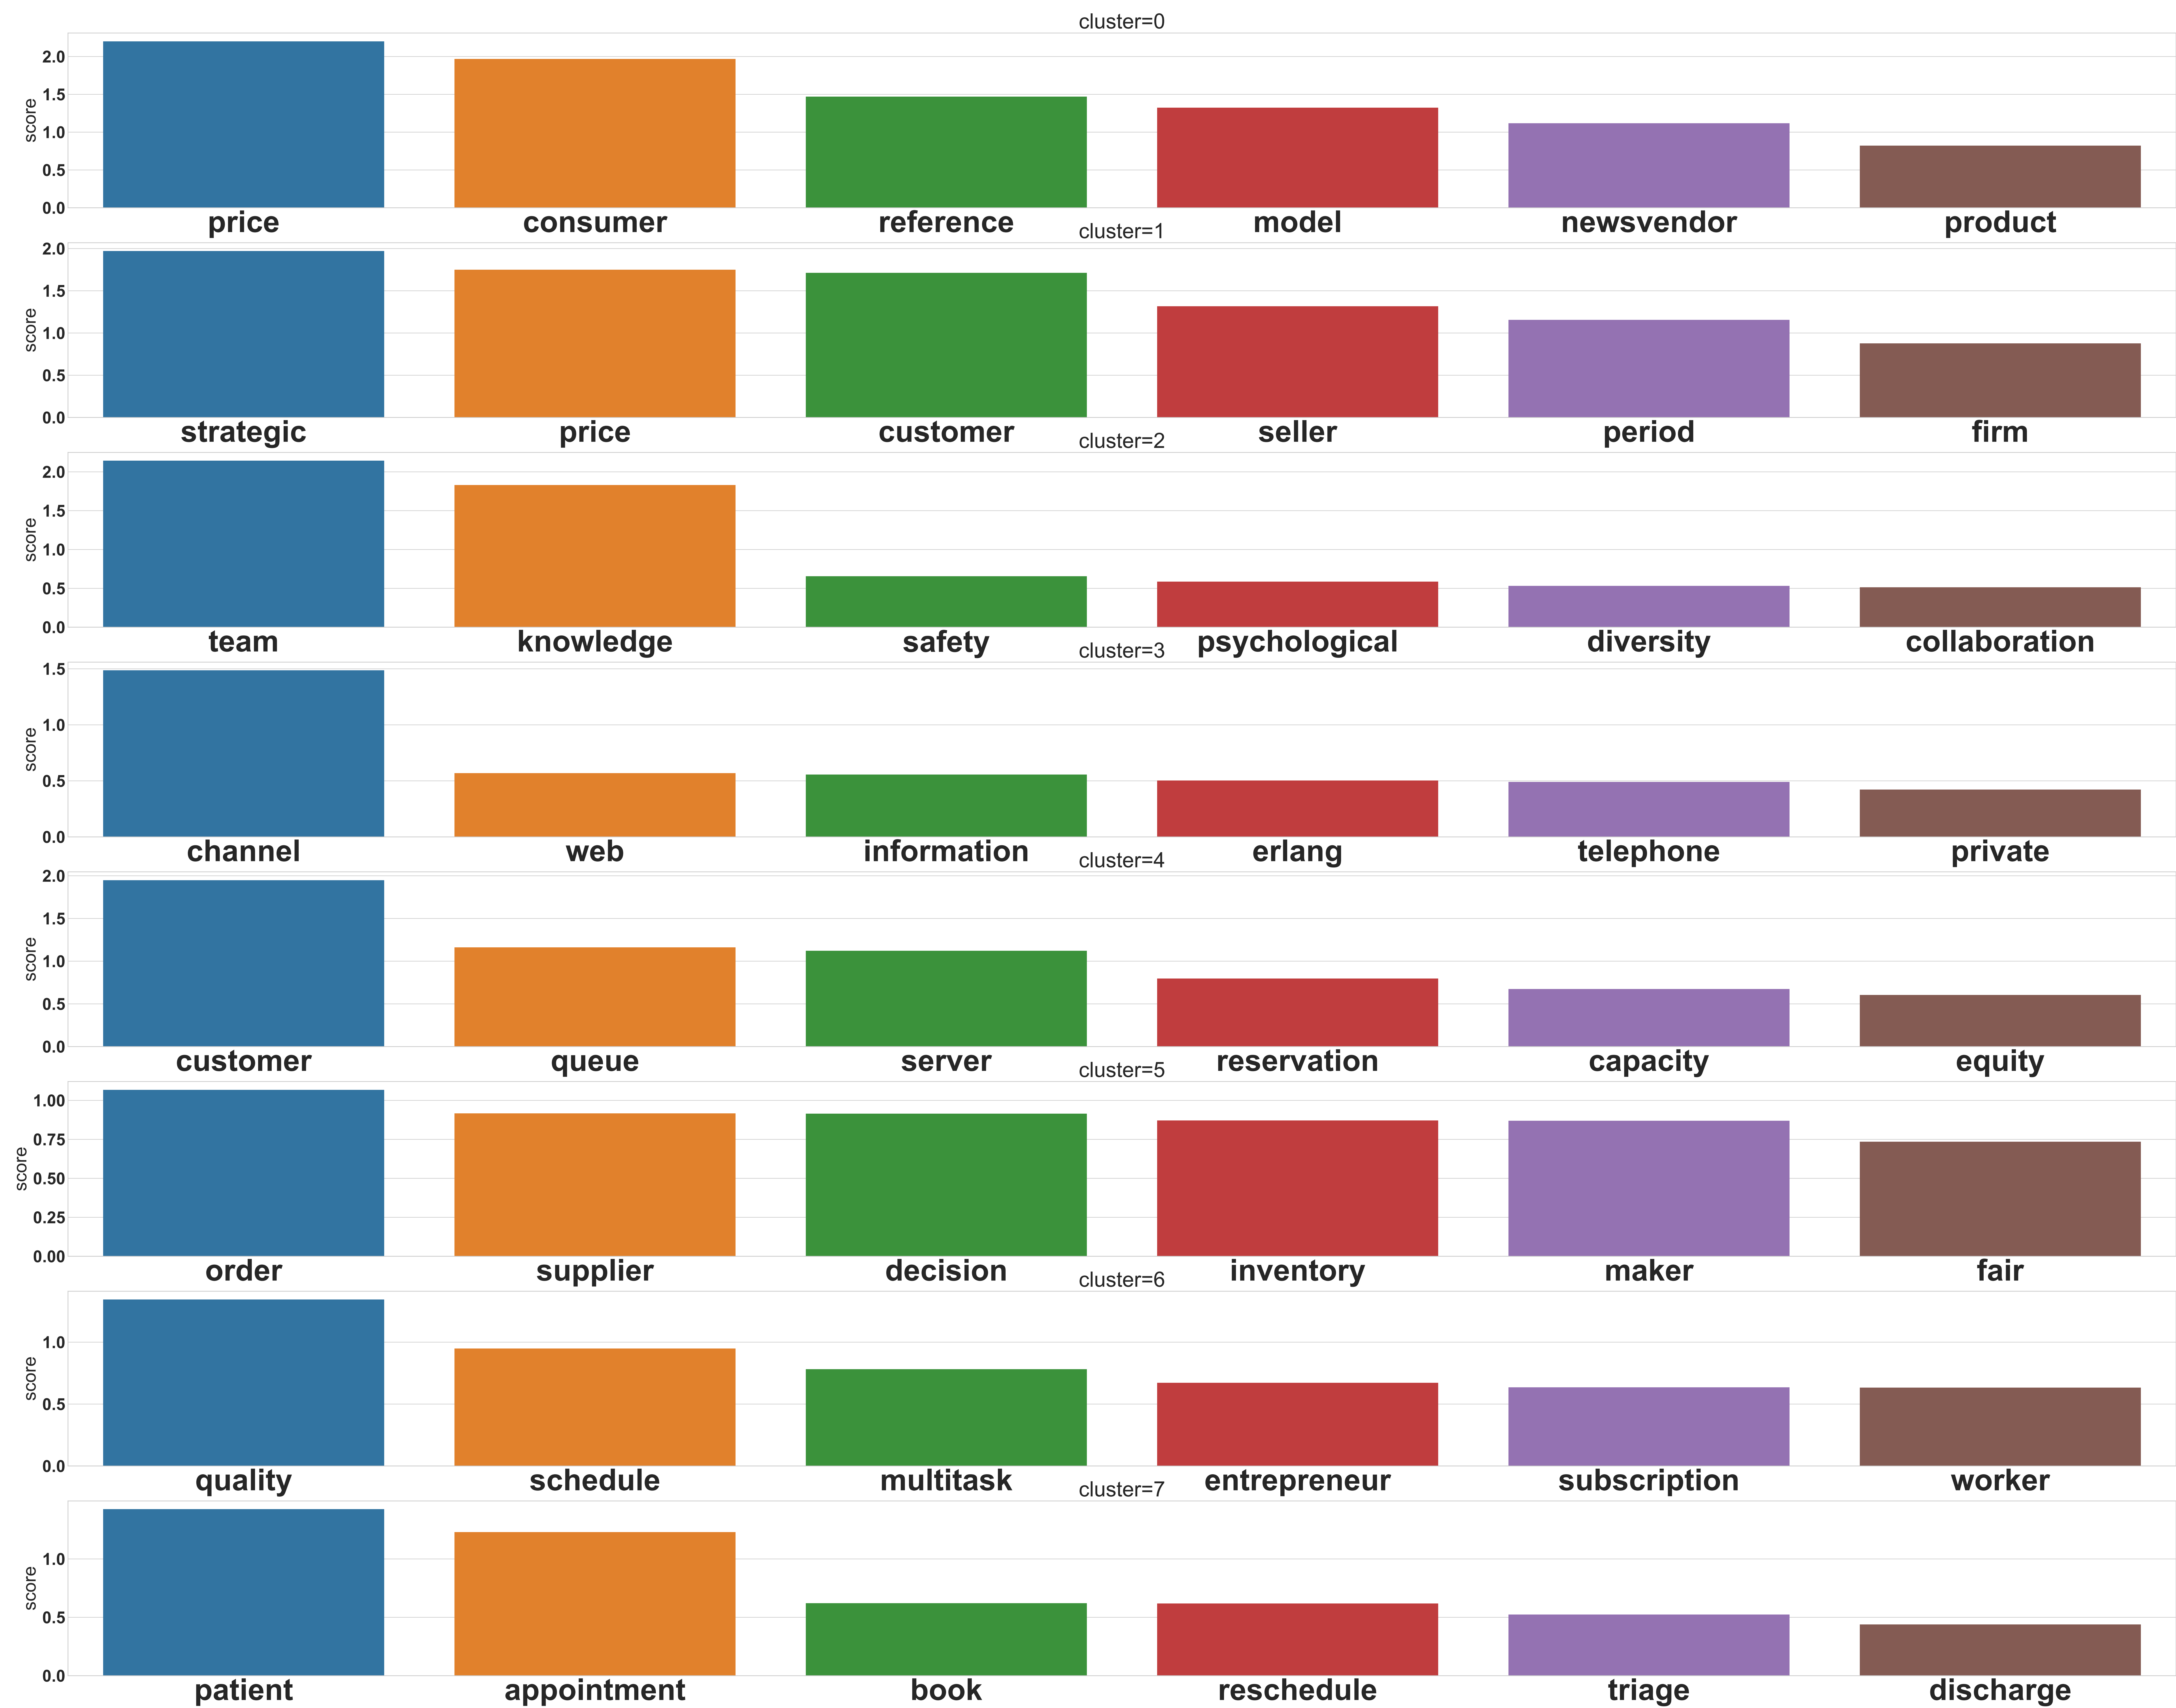 cluster=0
2.0
1.5
1.0
0.5
0.0
score
price consumer reference model newsvendor product
cluster=1
2.0
1.5
1.0
0.5
0.0
score
strategic price customer seller period firm
cluster=2
2.0
1.5
1.0
0.5
0.0
score
team knowledge safety psychological diversity collaboration
cluster=3
1.5
1.0
0.5
0.0
score
channel web information erlang telephone private
cluster=4
2.0
1.5
1.0
0.5
0.0
score
customer queue server reservation capacity equity
cluster=5
1.00
0.75
0.50
0.25
0.00
score
order supplier decision inventory maker fair
cluster=6
1.0
0.5
0.0
score
quality schedule multitask entrepreneur subscription worker
cluster=7
1.0
0.5
0.0
score
patient appointment book reschedule triage discharge